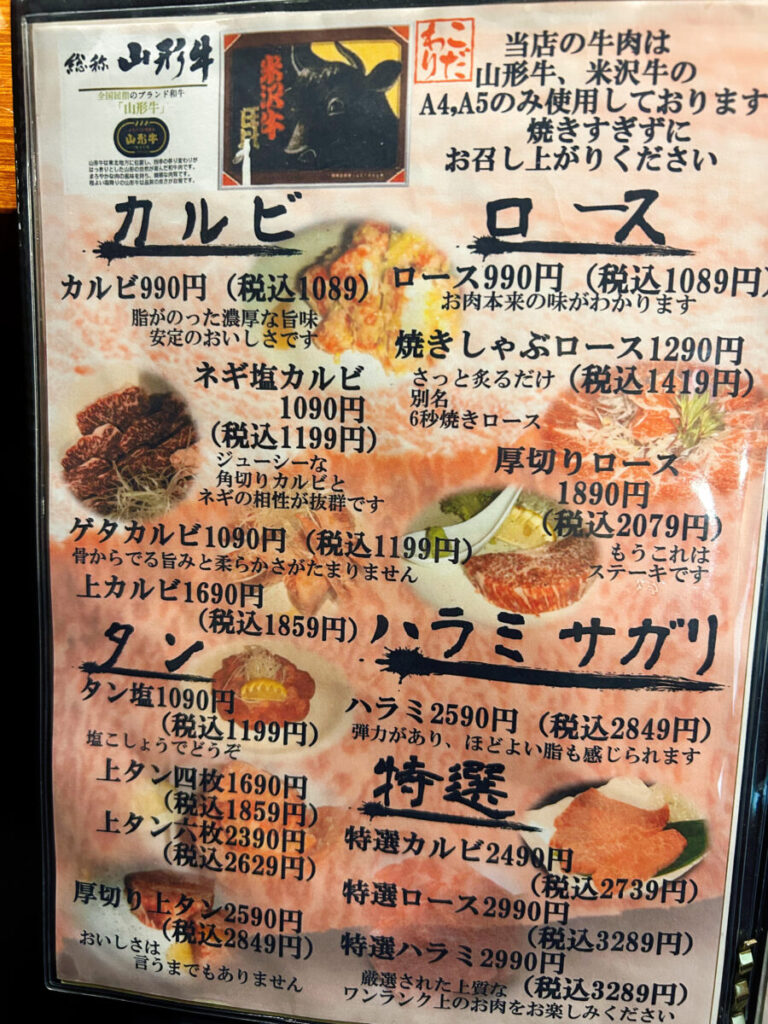 総称 山形牛
全国屈指のブランド和牛
「山形牛」
山形牛
米沢牛
こだわり
当店の牛肉は
山形牛、米沢牛の
A4,A5のみ使用しております
焼きすぎずに
お召し上がりください
カルビ
カルビ990円（税込1089）
脂がのった濃厚な旨味
安定のおいしさです
ネギ塩カルビ
1090円
（税込1199円）
ジューシーな
角切りカルビと
ネギの相性が抜群です
ゲタカルビ1090円（税込1199円）
骨からでる旨みと柔らかさがたまりません
上カルビ1690円
（税込1859円）
ロース
ロース990円（税込1089円）
お肉本来の味がわかります
焼きしゃぶロース1290円
さっと炙るだけ（税込1419円）
別名
6秒焼きロース
厚切りロース
1890円
（税込2079円）
もうこれは
ステーキです
タン
タン塩1090円
（税込1199円）
塩こしょうでどうぞ
上タン四枚1690円
（税込1859円）
上タン六枚2390円
（税込2629円）
厚切り上タン2590円
（税込2849円）
おいしさは
言うまでもありません
ハラミ サガリ
ハラミ2590円（税込2849円）
弾力があり、ほどよい脂も感じられます
特選
特選カルビ2490円
（税込2739円）
特選ロース2990円
（税込3289円）
特選ハラミ2990円
（税込3289円）
厳選された上質な
ワンランク上のお肉をお楽しみください